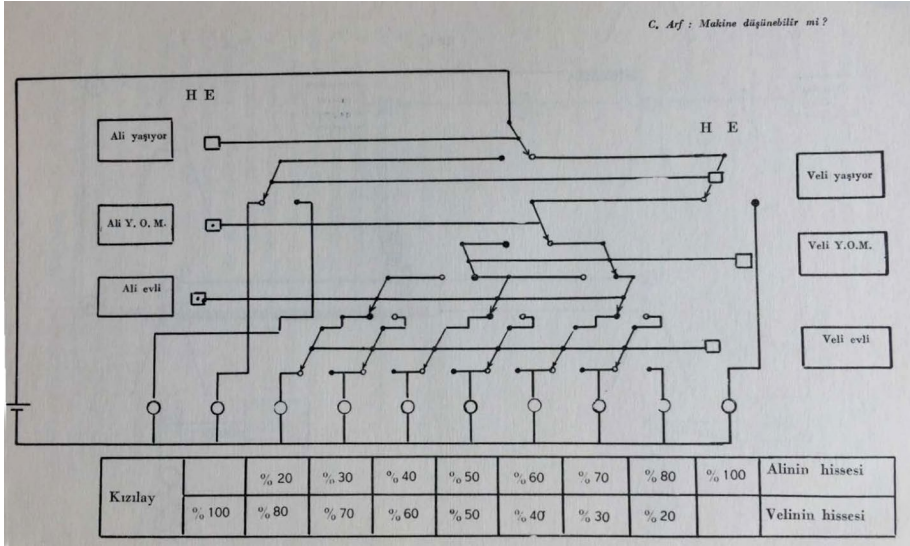 C. Arf : Makine düşünebilir mi ?
H E
H E
Ali yaşıyor
Veli yaşıyor
Ali Y. O. M.
Veli Y.O.M.
Ali evli
Veli evli
Kızılay
% 20 % 30 % 40 % 50 % 60 % 70 % 80 % 100 Alinin hissesi
% 100 % 80 % 70 % 60 % 50 % 40 % 30 % 20 Velinin hissesi